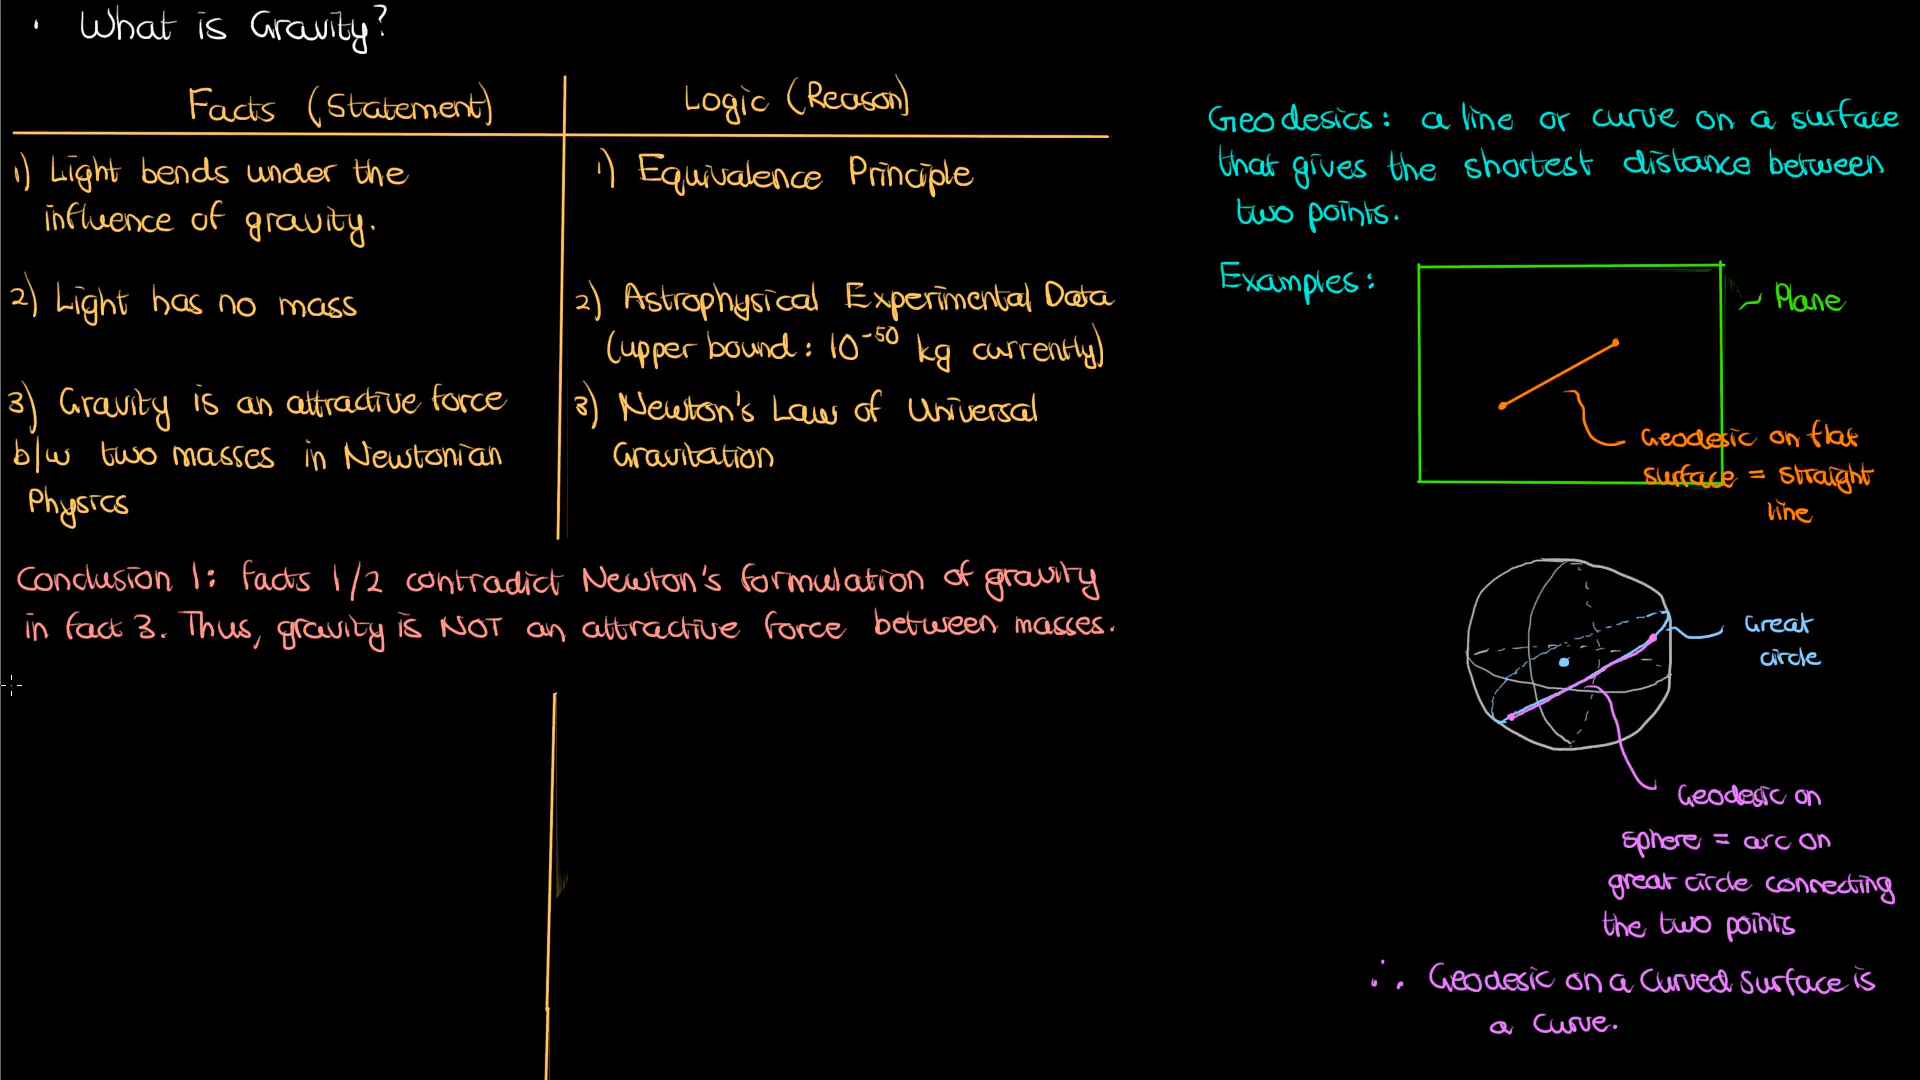 · What is Gravity?
Facts (Statement)
Logic (Reason)
1) Light bends under the
influence of gravity.
1) Equivalence Principle
2) Light has no mass
2) Astrophysical Experimental Data
(upper bound: 10⁻⁵⁰ kg currently)
3) Gravity is an attractive force
b/w two masses in Newtonian
Physics
3) Newton's Law of Universal
Gravitation
Conclusion 1: facts 1/2 contradict Newton's formulation of gravity
in fact 3. Thus, gravity is NOT an attractive force between masses.
Geodesics: a line or curve on a surface
that gives the shortest distance between
two points.
Examples:
Plane
Geodesic on flat
surface = straight
line
Great
circle
Geodesic on
sphere = arc on
great circle connecting
the two points
∴ Geodesic on a curved surface is
a curve.